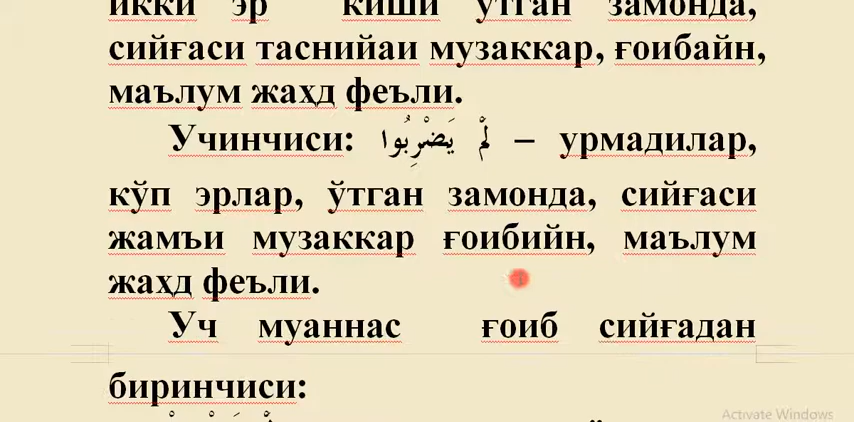 икки эр киши ўтган замонда,
сийғаси таснийаи музаккар, ғоибайн,
маълум жаҳд феъли.
Учинчиси: لَّمْ يَضْرِبُوا – урмадилар,
кўп эрлар, ўтган замонда, сийғаси
жамъи музаккар ғоибийн, маълум
жаҳд феъли.
Уч муаннас ғоиб сийғадан
биринчиси:
Activate Windows